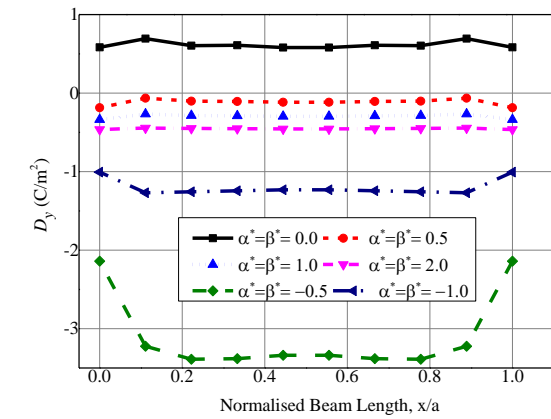 1
0
-1
-2
-3
D_y (C/m²)
α*=β*= 0.0 α*=β*= 0.5
α*=β*= 1.0 α*=β*= 2.0
α*=β*= −0.5 α*=β*= −1.0
0.0 0.2 0.4 0.6 0.8 1.0
Normalised Beam Length, x/a